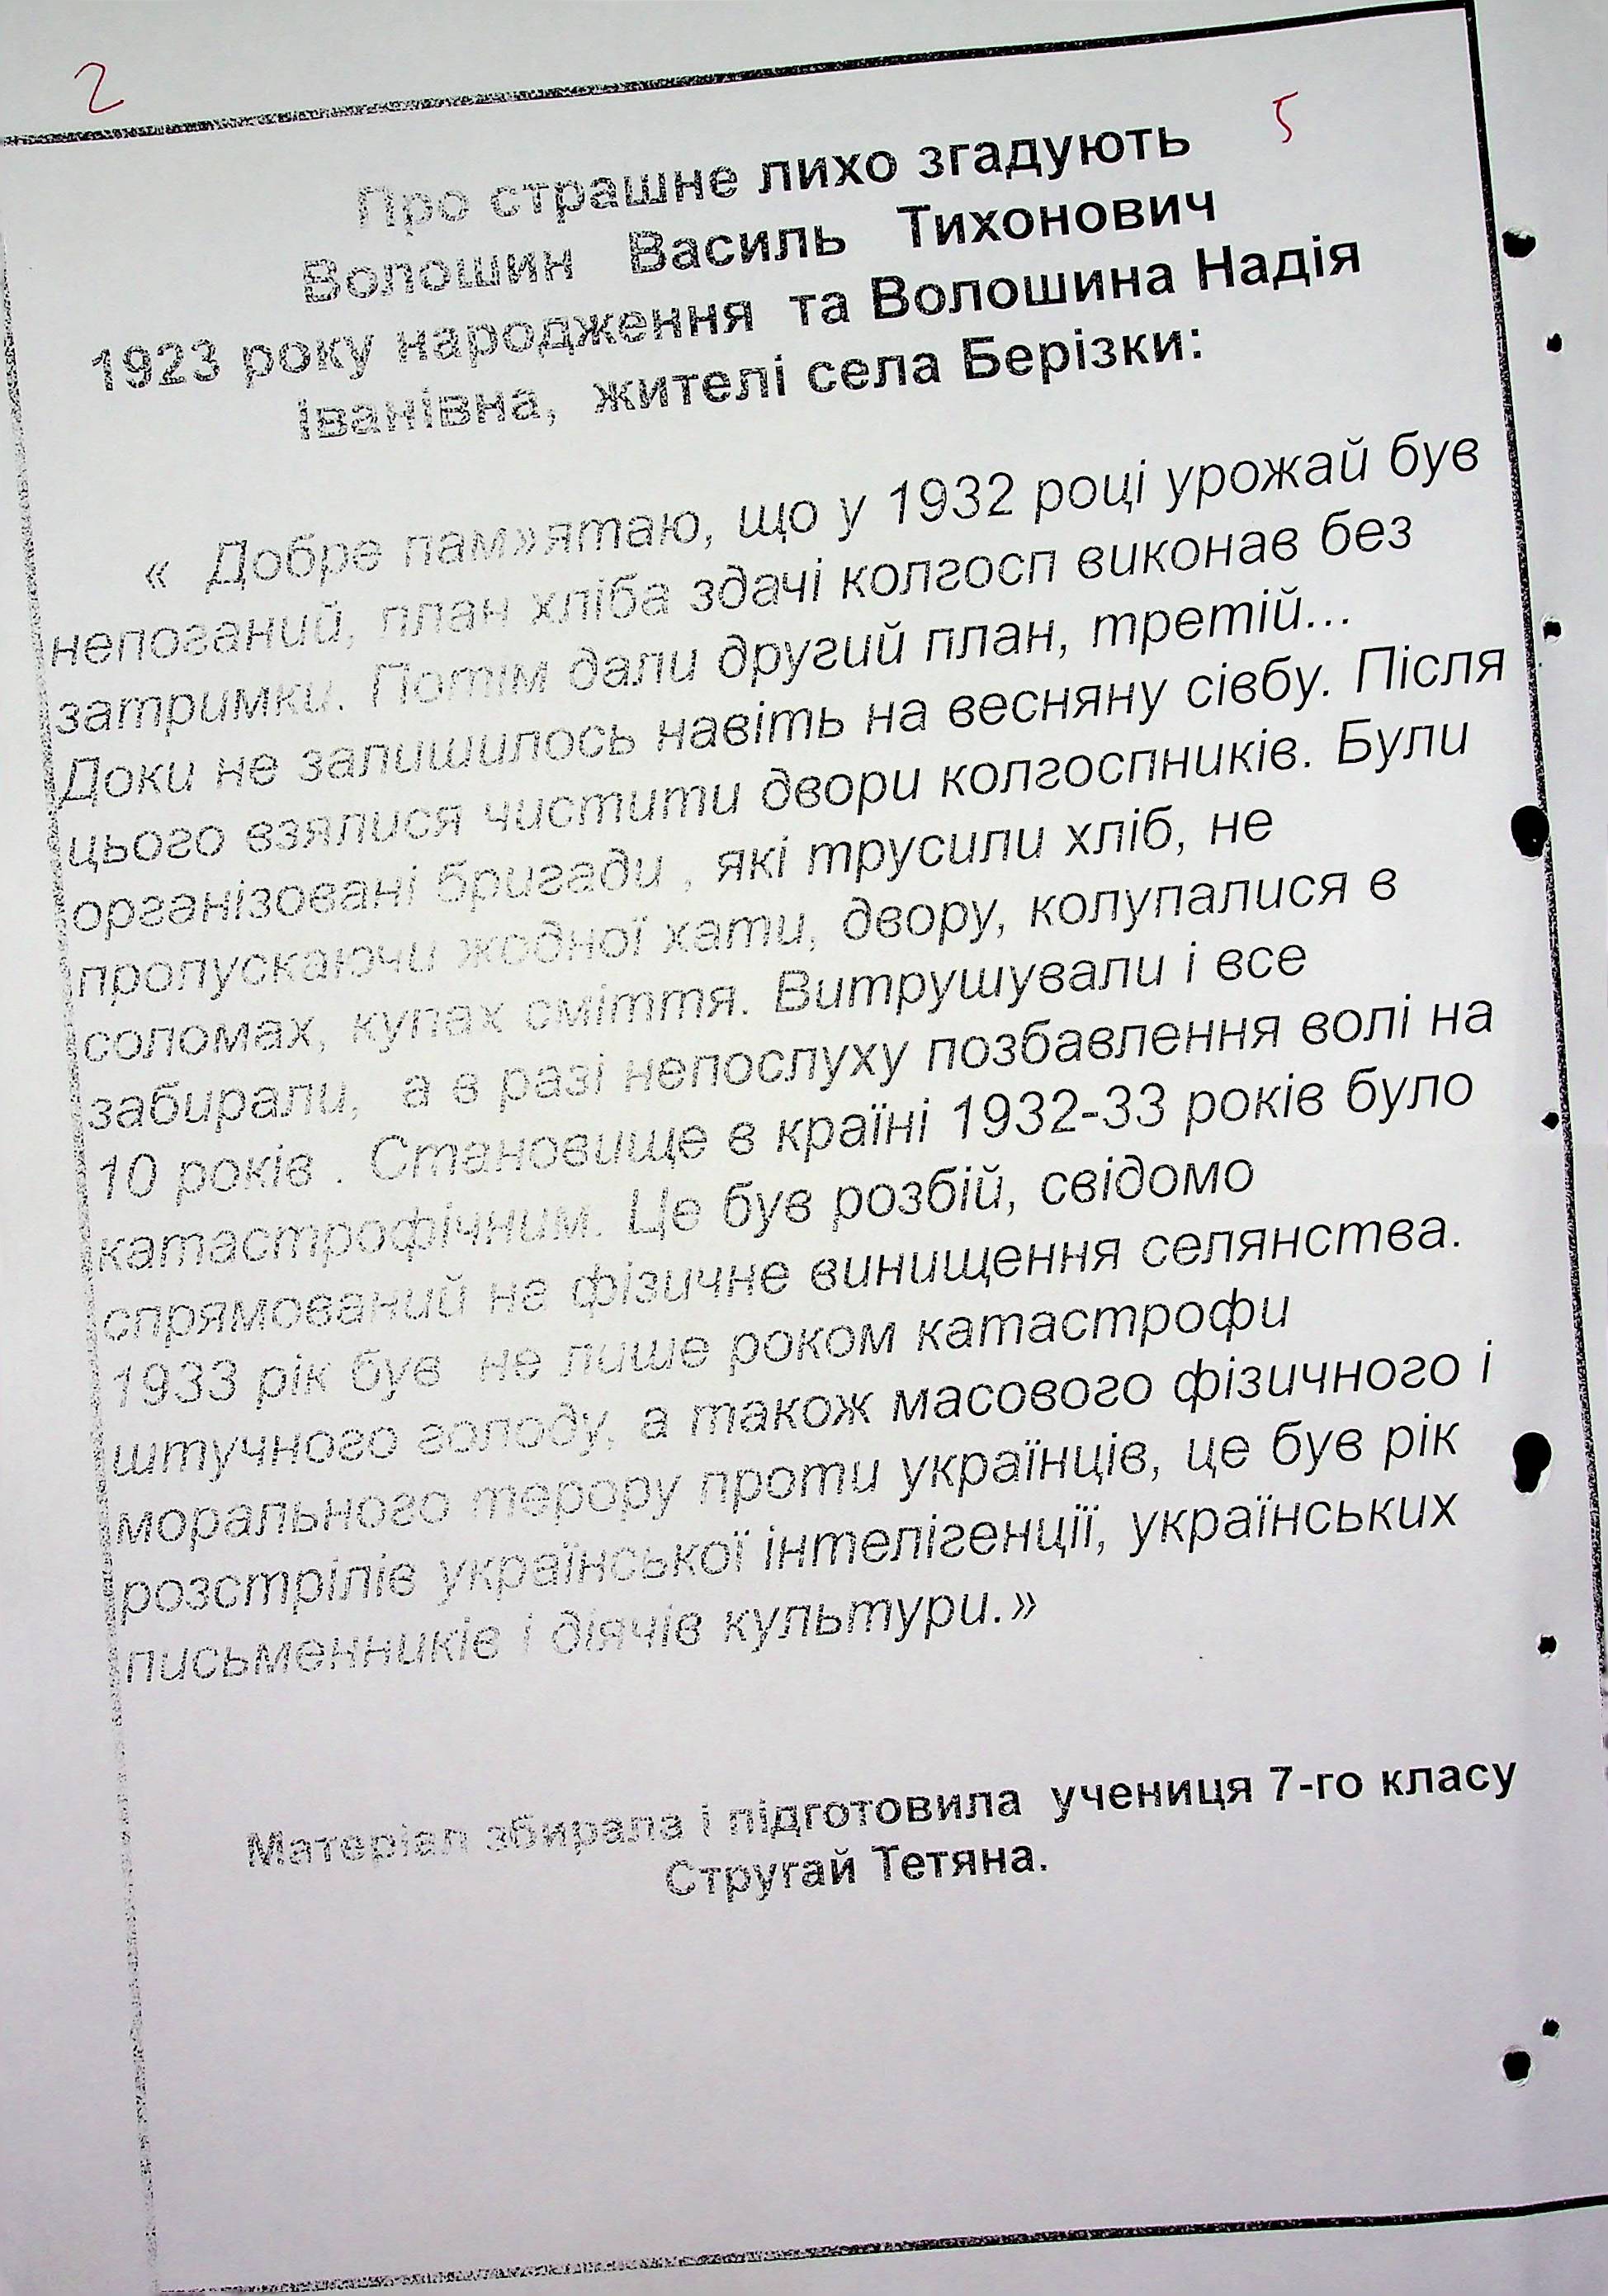 2
5
Про страшне лихо згадують
Волошин Василь Тихонович
1923 року народження та Волошина Надія
Іванівна, жителі села Берізки:
« Добре пам»ятаю, що у 1932 році урожай був
непоганий, план хліба здачі колгосп виконав без
затримки. Потім дали другий план, третій...
Доки не залишилось навіть на весняну сівбу. Після
цього взялися чистити двори колгоспників. Були
організовані бригади , які трусили хліб, не
пропускаючи жодної хати, двору, колупалися в
соломах, купах сміття. Витрушували і все
забирали, а в разі непослуху позбавлення волі на
10 років . Становище в країні 1932-33 років було
катастрофічним. Це був розбій, свідомо
спрямований на фізичне винищення селянства.
1933 рік був не лише роком катастрофи
штучного голоду, а також масового фізичного і
морального терору проти українців, це був рік
розстрілів української інтелігенції, українських
письменників і діячів культури.»
Матеріал збирала і підготовила учениця 7-го класу
Стругай Тетяна.